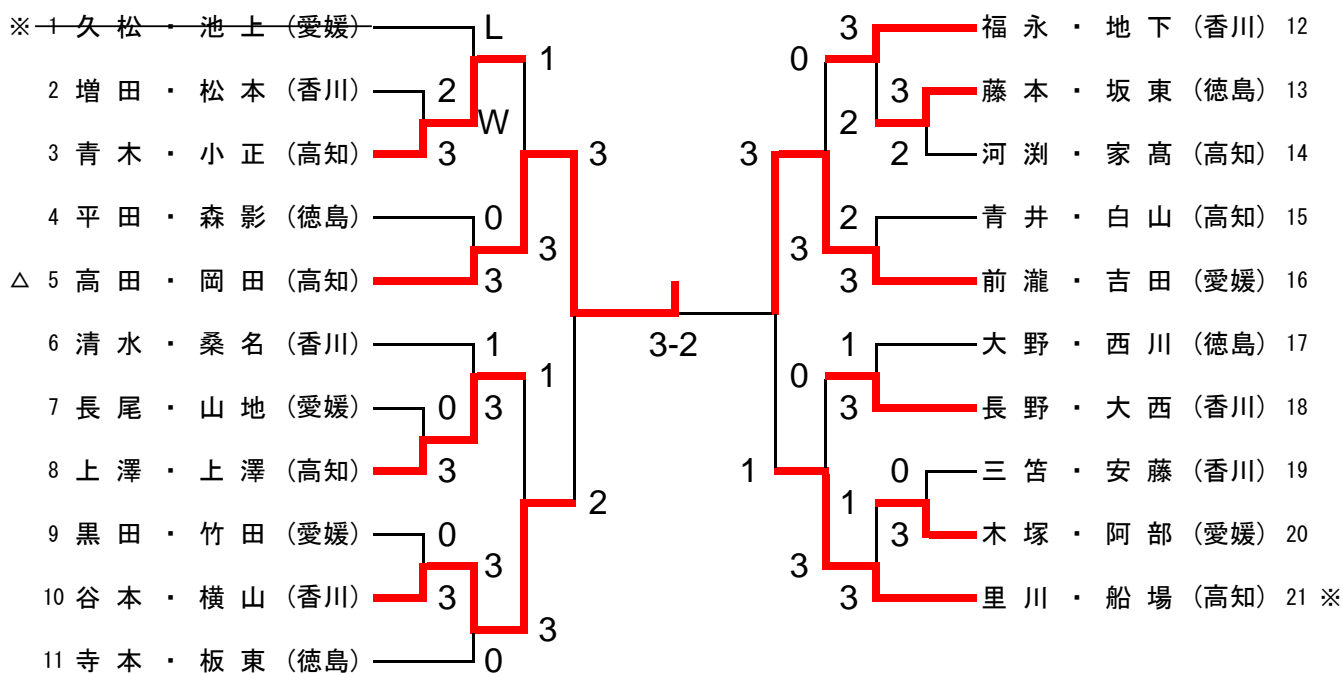 ※ 1 久松・池上(愛媛) L 3 福永・地下(香川) 12
1 0
2 増田・松本(香川) 2 3 藤本・坂東(徳島) 13
W 2
3 青木・小正(高知) 3 3 3 2 河渕・家髙(高知) 14
4 平田・森影(徳島) 0 2 青井・白山(高知) 15
3 3
△ 5 高田・岡田(高知) 3 3 前瀧・吉田(愛媛) 16
6 清水・桑名(香川) 1 3-2 1 大野・西川(徳島) 17
1 0
7 長尾・山地(愛媛) 0 3 3 長野・大西(香川) 18
8 上澤・上澤(高知) 3 1 0 三笘・安藤(香川) 19
2 1
9 黒田・竹田(愛媛) 0 3 木塚・阿部(愛媛) 20
3 3
10 谷本・横山(香川) 3 3 里川・船場(高知) 21 ※
3
11 寺本・板東(徳島) 0